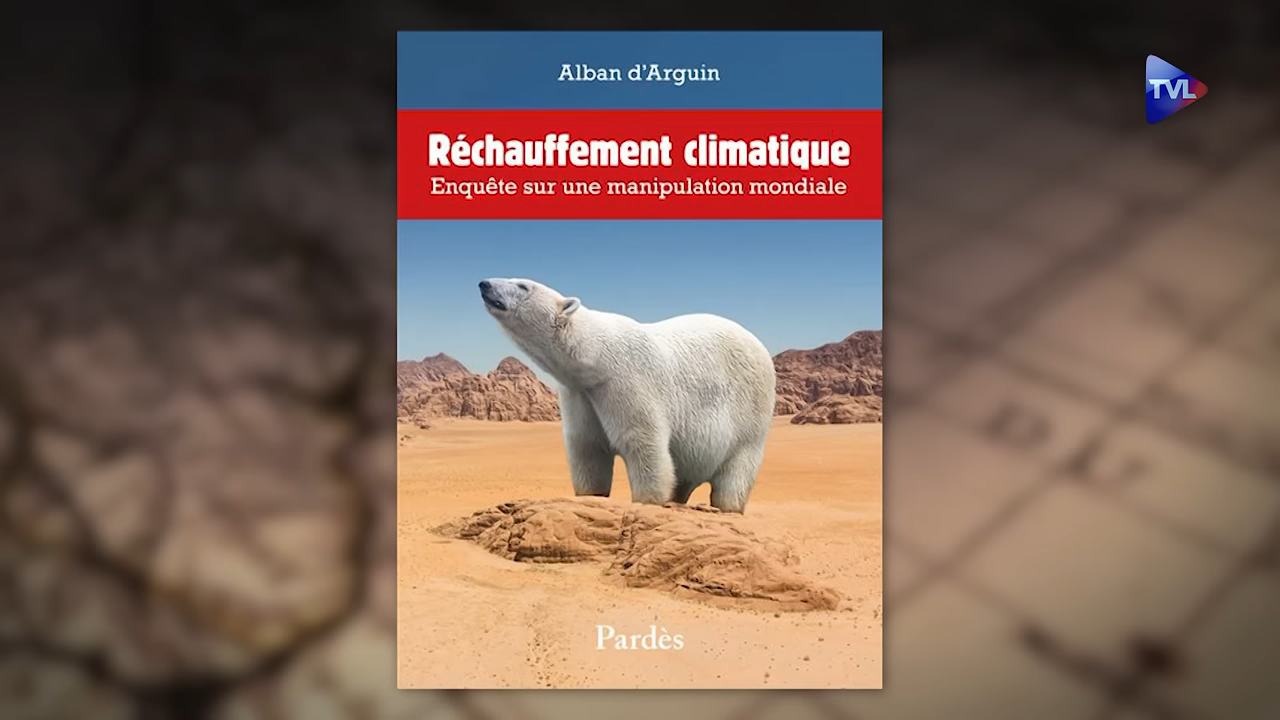 Alban d'Arguin
TVL
Réchauffement climatique
Enquête sur une manipulation mondiale
Pardès